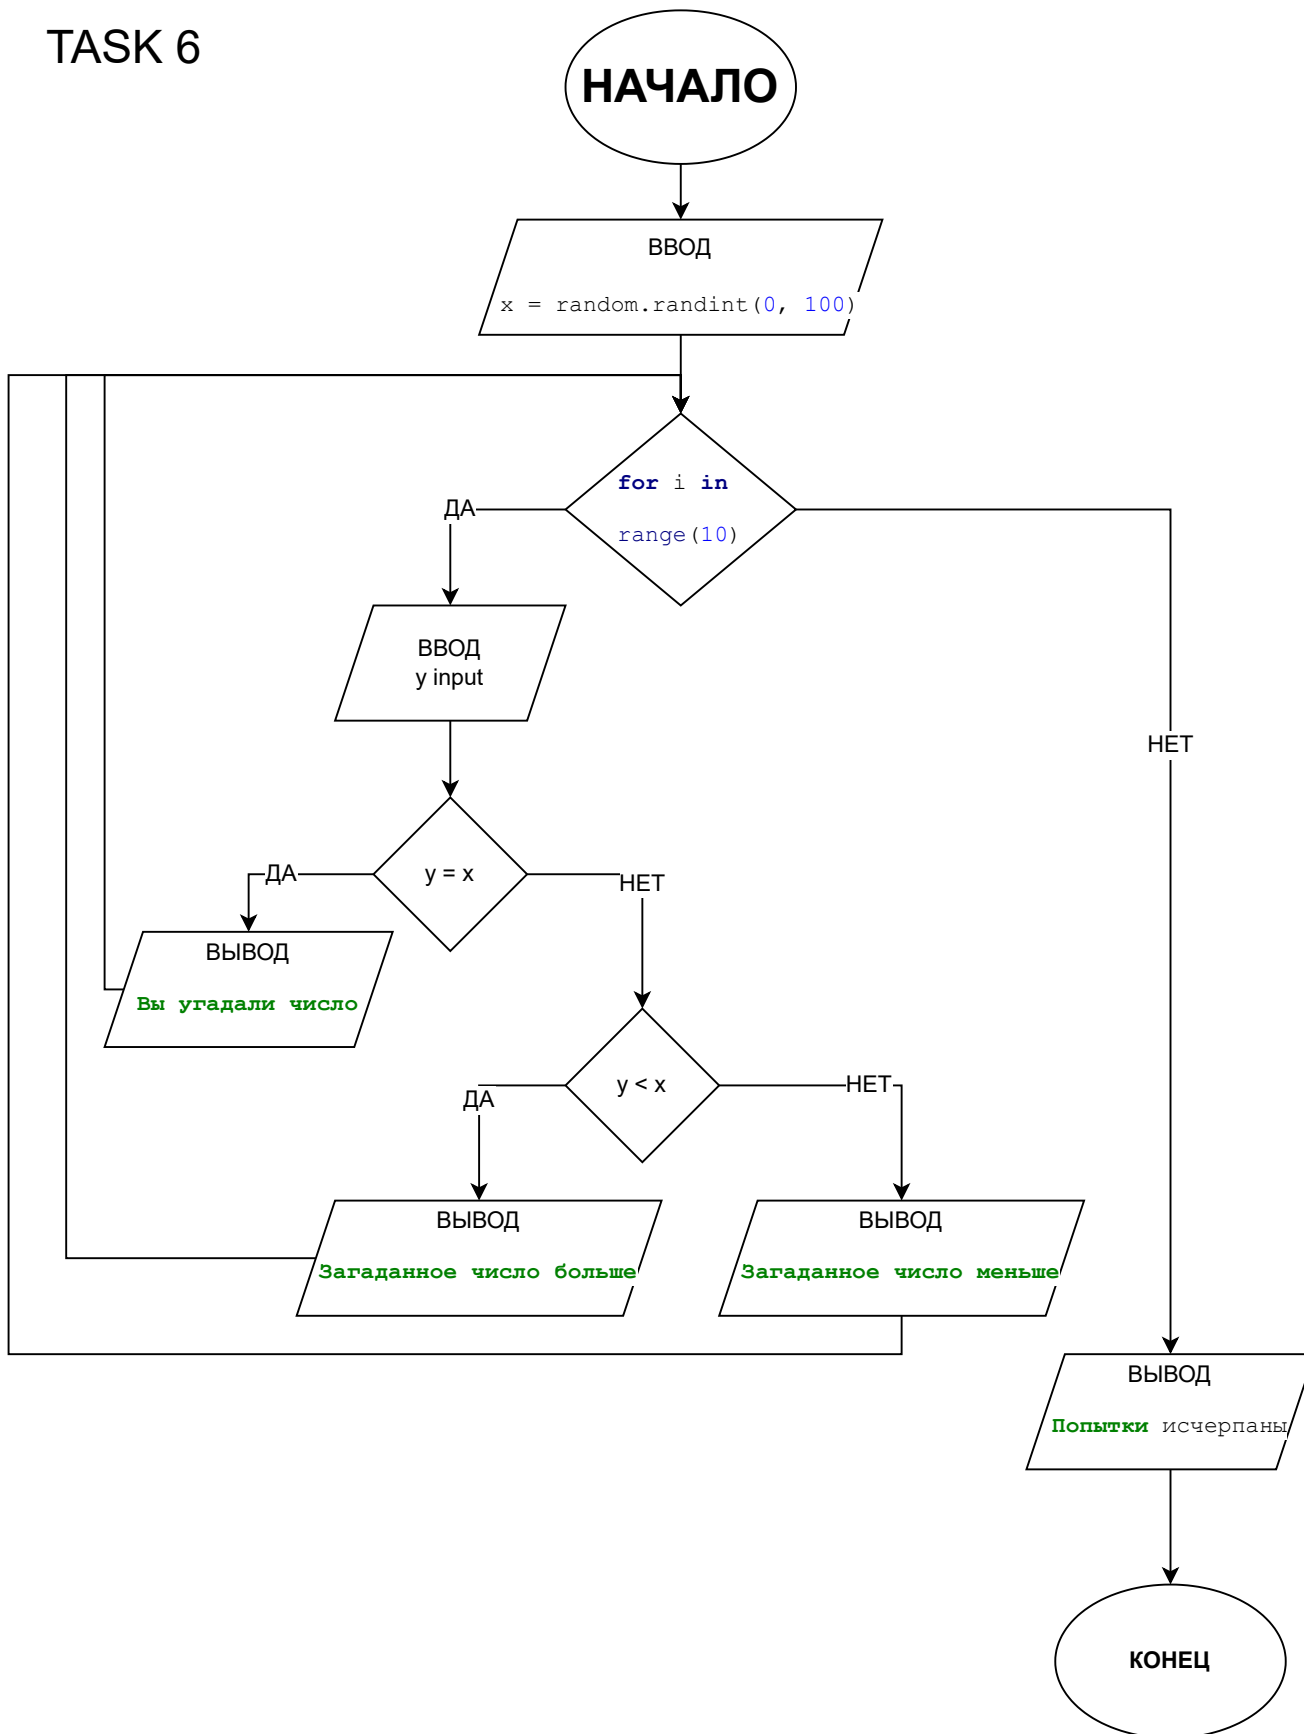 TASK 6
НАЧАЛО
ВВОД
x = random.randint(0, 100)
for i in
range(10)
ДА
НЕТ
ВВОД
y input
y = x
ДА
НЕТ
ВЫВОД
Вы угадали число
y < x
ДА
НЕТ
ВЫВОД
Загаданное число больше
ВЫВОД
Загаданное число меньше
ВЫВОД
Попытки исчерпаны
КОНЕЦ